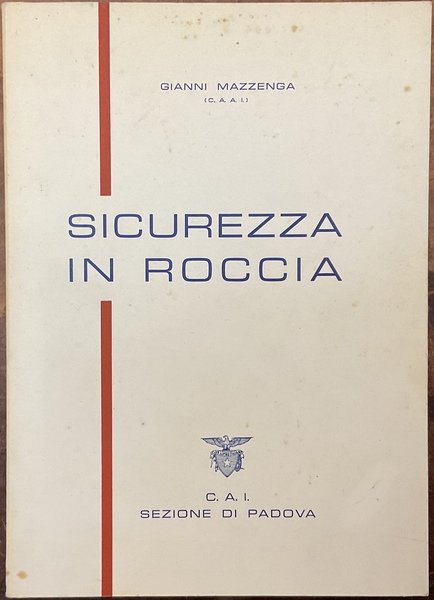 GIANNI MAZZENGA
(C. A. A. I.)
SICUREZZA
IN ROCCIA
C. A. I.
SEZIONE DI PADOVA